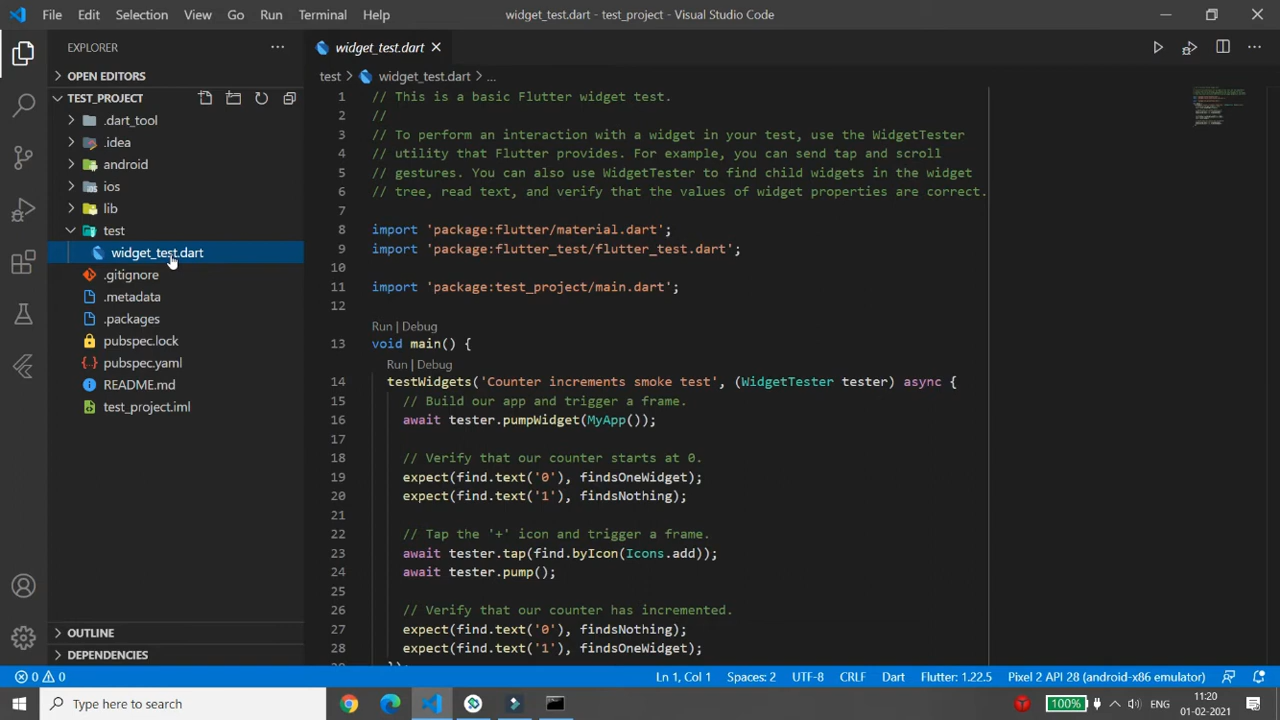 File Edit Selection View Go Run Terminal Help widget_test.dart - test_project - Visual Studio Code
EXPLORER
OPEN EDITORS
TEST_PROJECT
.dart_tool
.idea
android
ios
lib
test
widget_test.dart
.gitignore
.metadata
.packages
pubspec.lock
pubspec.yaml
README.md
test_project.iml
OUTLINE
DEPENDENCIES
widget_test.dart
test > widget_test.dart > ...
1 // This is a basic Flutter widget test.
2 //
3 // To perform an interaction with a widget in your test, use the WidgetTester
4 // utility that Flutter provides. For example, you can send tap and scroll
5 // gestures. You can also use WidgetTester to find child widgets in the widget
6 // tree, read text, and verify that the values of widget properties are correct.
7
8 import 'package:flutter/material.dart';
9 import 'package:flutter_test/flutter_test.dart';
10
11 import 'package:test_project/main.dart';
12
Run | Debug
13 void main() {
Run | Debug
14 testWidgets('Counter increments smoke test', (WidgetTester tester) async {
15 // Build our app and trigger a frame.
16 await tester.pumpWidget(MyApp());
17
18 // Verify that our counter starts at 0.
19 expect(find.text('0'), findsOneWidget);
20 expect(find.text('1'), findsNothing);
21
22 // Tap the '+' icon and trigger a frame.
23 await tester.tap(find.byIcon(Icons.add));
24 await tester.pump();
25
26 // Verify that our counter has incremented.
27 expect(find.text('0'), findsNothing);
28 expect(find.text('1'), findsOneWidget);
0 0 Ln 1, Col 1 Spaces: 2 UTF-8 CRLF Dart Flutter: 1.22.5 Pixel 2 API 28 (android-x86 emulator)
Type here to search 100% ENG 11:20
01-02-2021